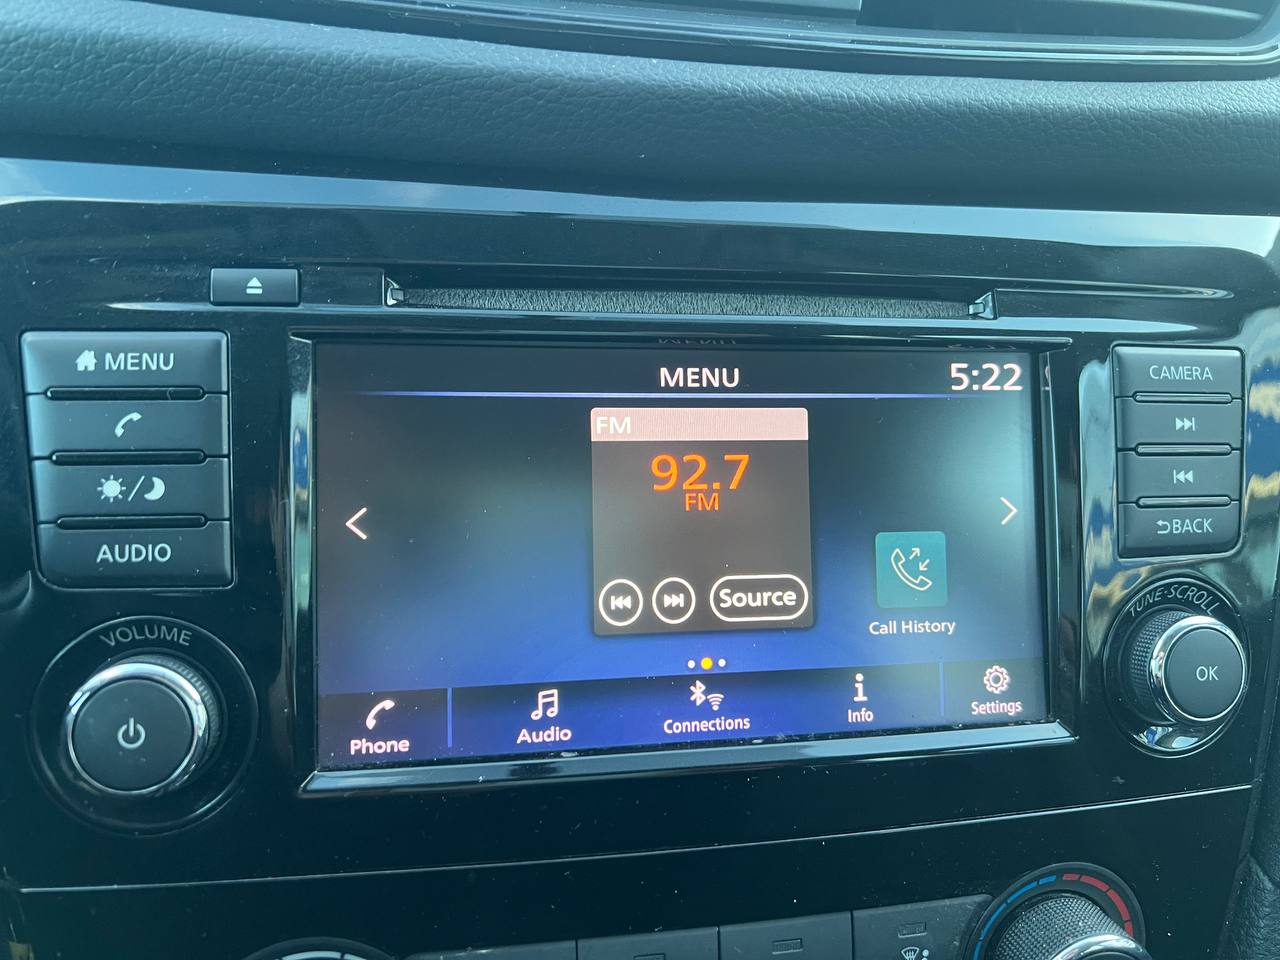 MENU
AUDIO
VOLUME
MENU
5:22
FM
92.7
FM
Source
Call History
Phone
Audio
Connections
Info
Settings
CAMERA
BACK
TUNE·SCROLL
OK